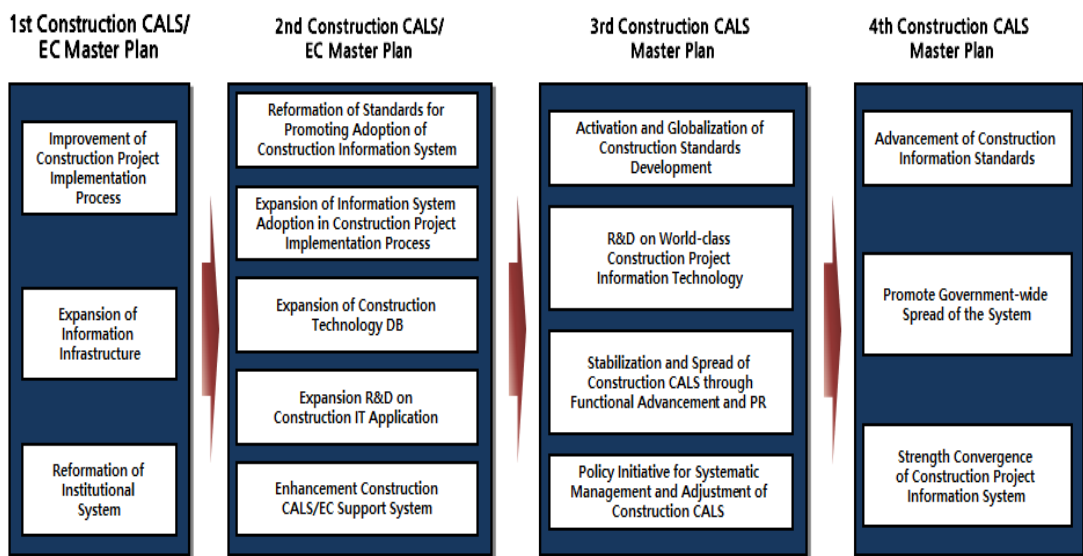 1st Construction CALS/
EC Master Plan
Improvement of
Construction Project
Implementation
Process
Expansion of
Information
Infrastructure
Reformation of
Institutional
System
2nd Construction CALS/
EC Master Plan
Reformation of Standards for
Promoting Adoption of
Construction Information System
Expansion of Information System
Adoption in Construction Project
Implementation Process
Expansion of Construction
Technology DB
Expansion R&D on
Construction IT Application
Enhancement Construction
CALS/EC Support System
3rd Construction CALS
Master Plan
Activation and Globalization of
Construction Standards
Development
R&D on World-class
Construction Project
Information Technology
Stabilization and Spread of
Construction CALS through
Functional Advancement and PR
Policy Initiative for Systematic
Management and Adjustment of
Construction CALS
4th Construction CALS
Master Plan
Advancement of Construction
Information Standards
Promote Government-wide
Spread of the System
Strength Convergence
of Construction Project
Information System